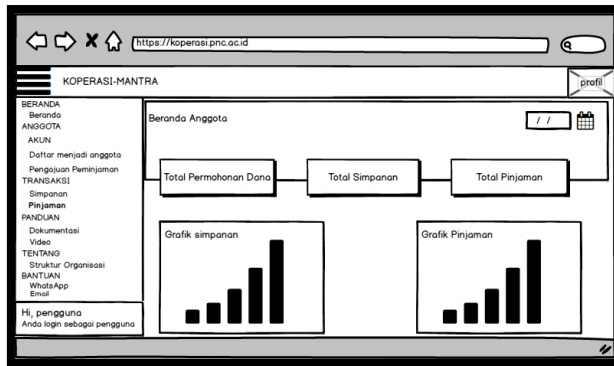 https://koperasi.pnc.ac.id
KOPERASI-MANTRA
profil
BERANDA
Beranda
ANGGOTA
AKUN
Daftar menjadi anggota
Pengajuan Peminjaman
TRANSAKSI
Simpanan
Pinjaman
PANDUAN
Dokumentasi
Video
TENTANG
Struktur Organisasi
BANTUAN
WhatsApp
Email
Hi, pengguna
Anda login sebagai pengguna
Beranda Anggota
/ /
Total Permohonan Dana
Total Simpanan
Total Pinjaman
Grafik simpanan
Grafik Pinjaman